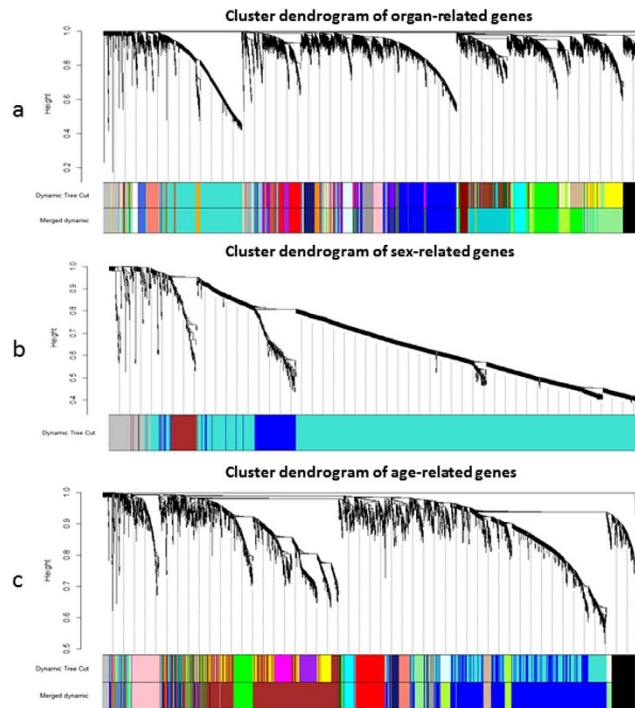 Cluster dendrogram of organ-related genes
a
Height
1.0
0.8
0.6
0.4
0.2
Dynamic Tree Cut
Merged dynamic
Cluster dendrogram of sex-related genes
b
Height
1.0
0.9
0.8
0.7
0.6
0.5
0.4
Dynamic Tree Cut
Cluster dendrogram of age-related genes
c
Height
1.0
0.9
0.8
0.7
0.6
0.5
Dynamic Tree Cut
Merged dynamic